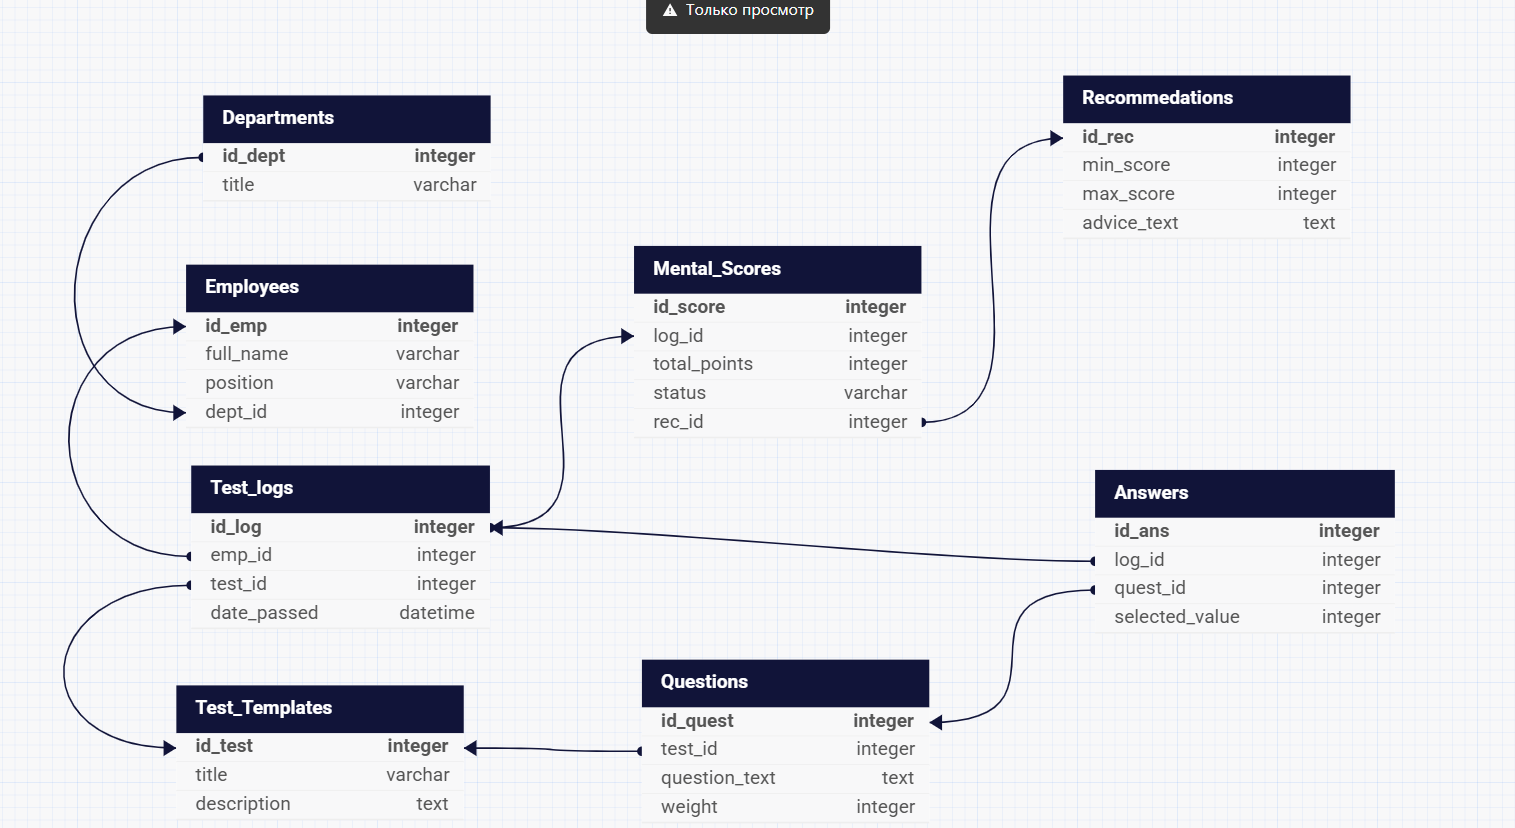 Только просмотр
Departments
id_dept integer
title varchar
Employees
id_emp integer
full_name varchar
position varchar
dept_id integer
Test_logs
id_log integer
emp_id integer
test_id integer
date_passed datetime
Test_Templates
id_test integer
title varchar
description text
Mental_Scores
id_score integer
log_id integer
total_points integer
status varchar
rec_id integer
Questions
id_quest integer
test_id integer
question_text text
weight integer
Recommedations
id_rec integer
min_score integer
max_score integer
advice_text text
Answers
id_ans integer
log_id integer
quest_id integer
selected_value integer